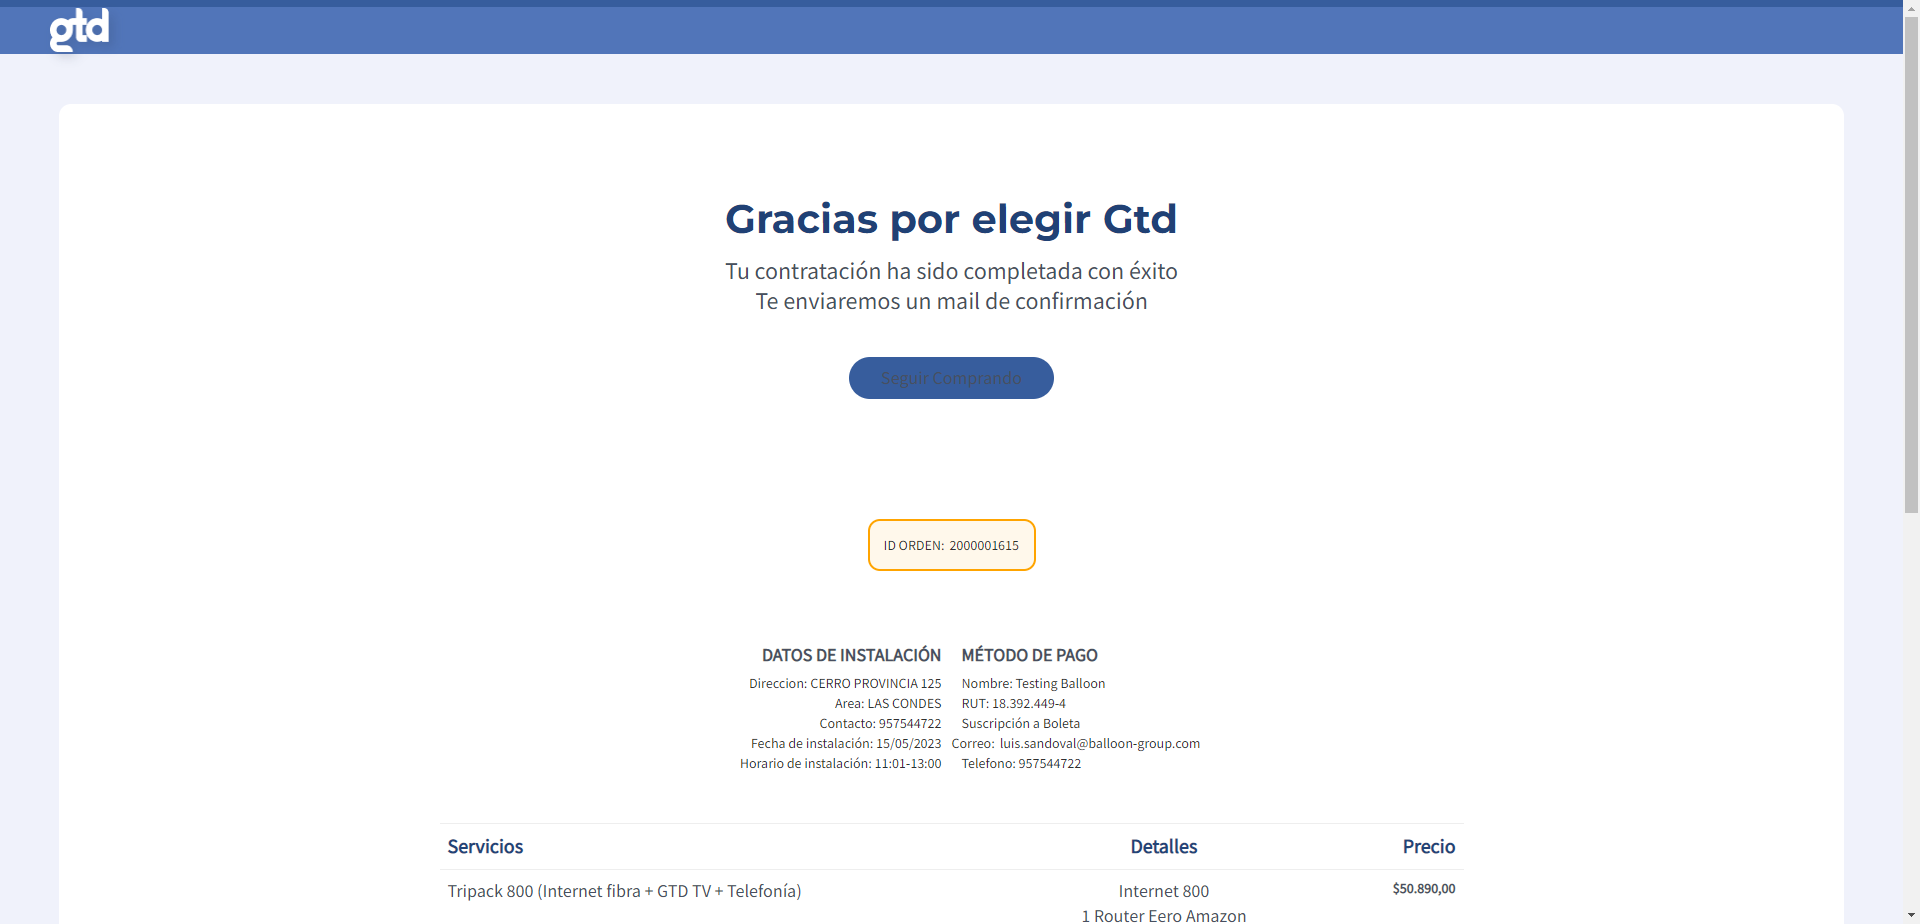 gtd
Gracias por elegir Gtd
Tu contratación ha sido completada con éxito
Te enviaremos un mail de confirmación
Seguir Comprando
ID ORDEN: 2000001615
DATOS DE INSTALACIÓN
Direccion: CERRO PROVINCIA 125
Area: LAS CONDES
Contacto: 957544722
Fecha de instalación: 15/05/2023
Horario de instalación: 11:01-13:00
MÉTODO DE PAGO
Nombre: Testing Balloon
RUT: 18.392.449-4
Suscripción a Boleta
Correo: luis.sandoval@balloon-group.com
Telefono: 957544722
Servicios Detalles Precio
Tripack 800 (Internet fibra + GTD TV + Telefonía) Internet 800 $50.890,00
1 Router Eero Amazon